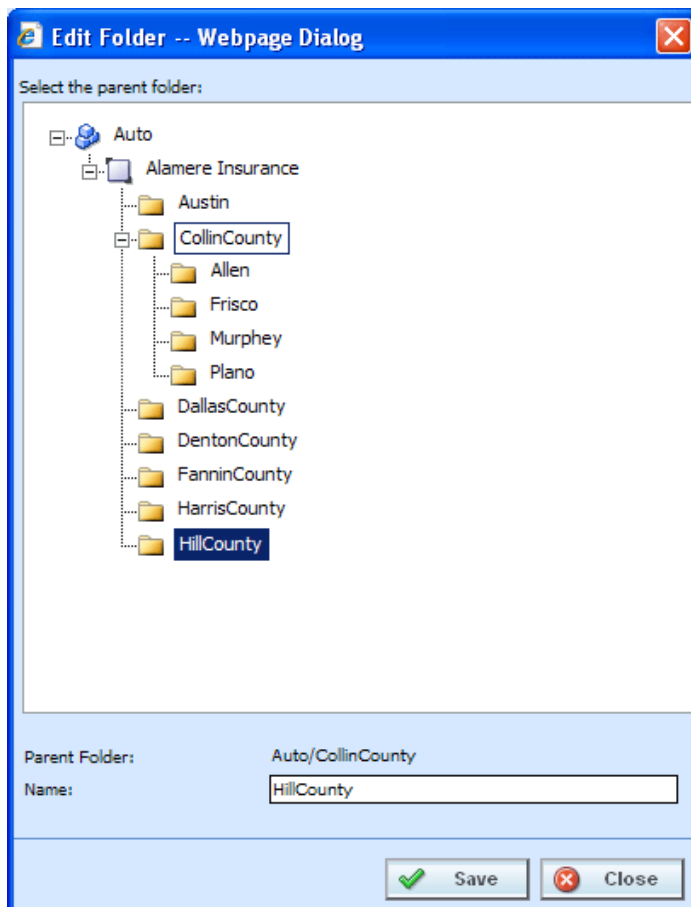 Edit Folder -- Webpage Dialog
Select the parent folder:
Auto
Alamere Insurance
Austin
CollinCounty
Allen
Frisco
Murphey
Plano
DallasCounty
DentonCounty
FanninCounty
HarrisCounty
HillCounty
Parent Folder: Auto/CollinCounty
Name: HillCounty
Save Close